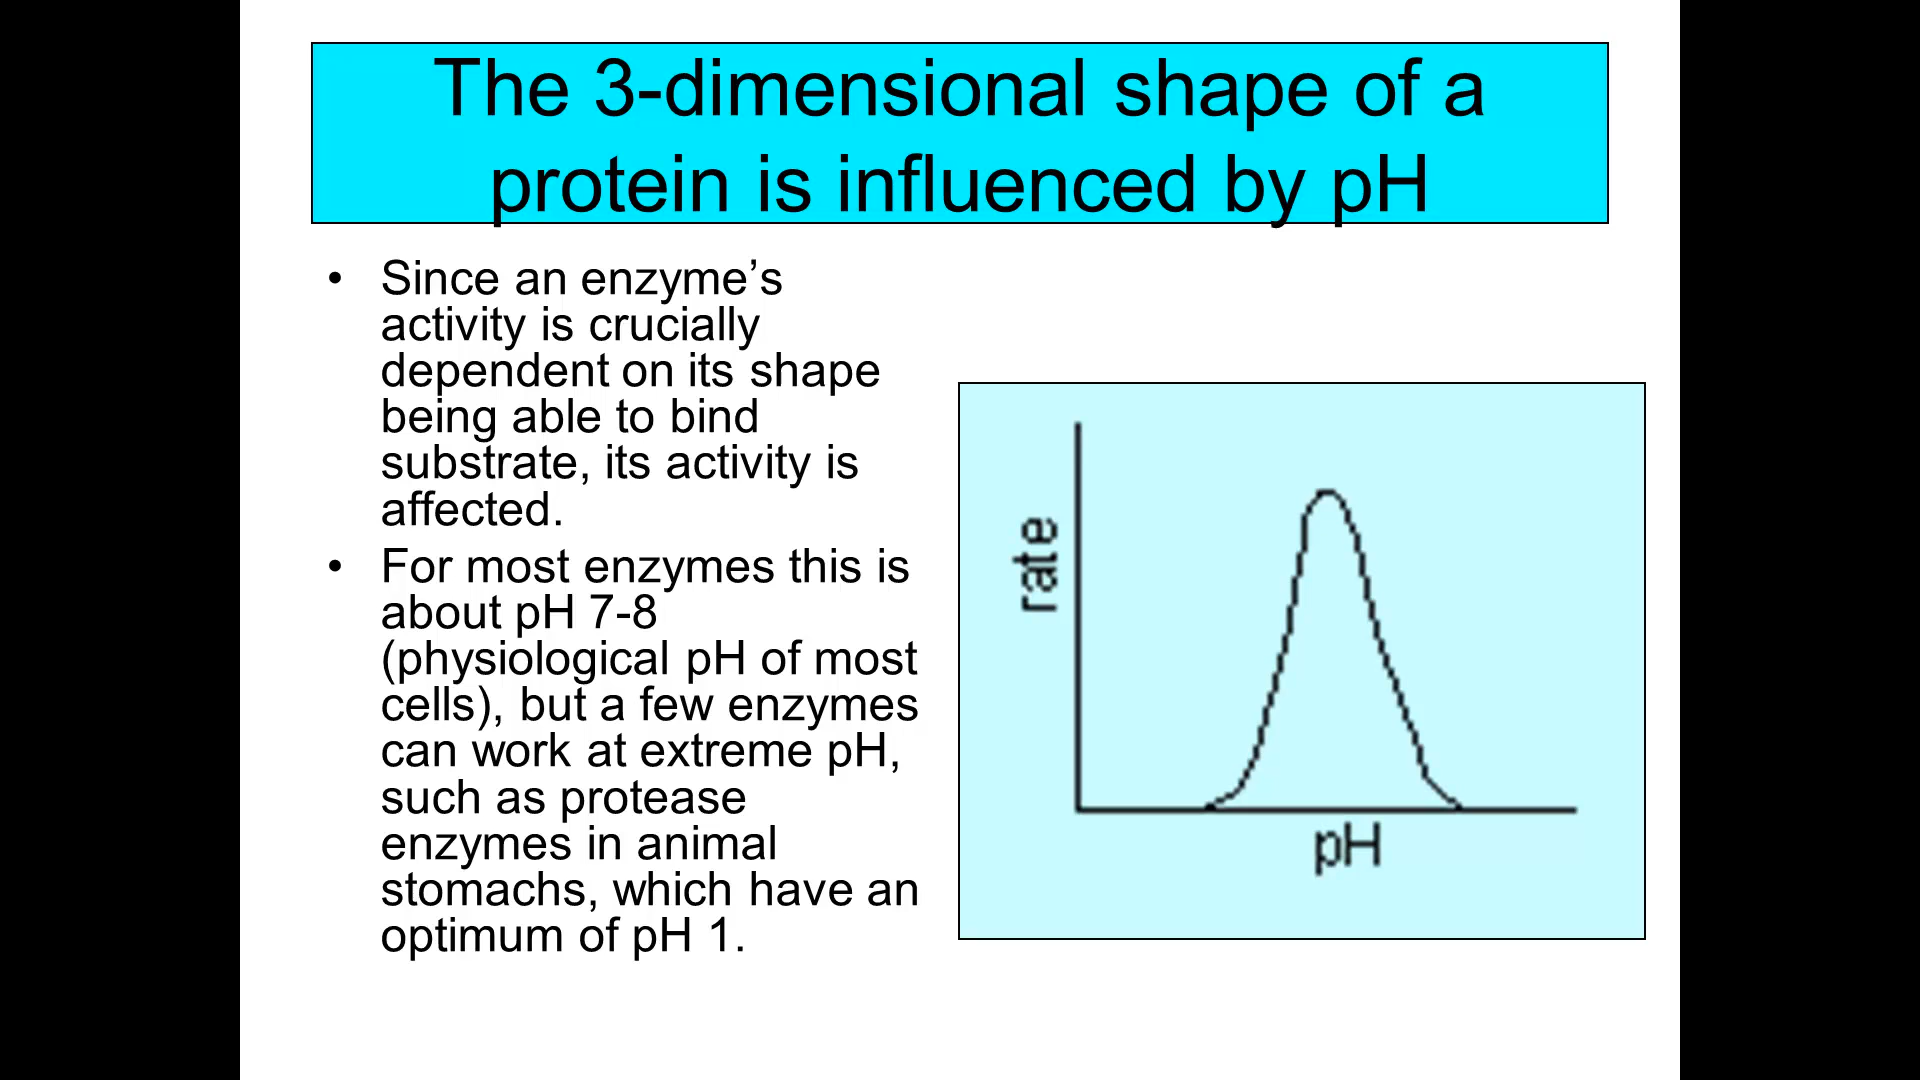 The 3-dimensional shape of a
protein is influenced by pH
• Since an enzyme’s
activity is crucially
dependent on its shape
being able to bind
substrate, its activity is
affected.
• For most enzymes this is
about pH 7-8
(physiological pH of most
cells), but a few enzymes
can work at extreme pH,
such as protease
enzymes in animal
stomachs, which have an
optimum of pH 1.
rate
pH